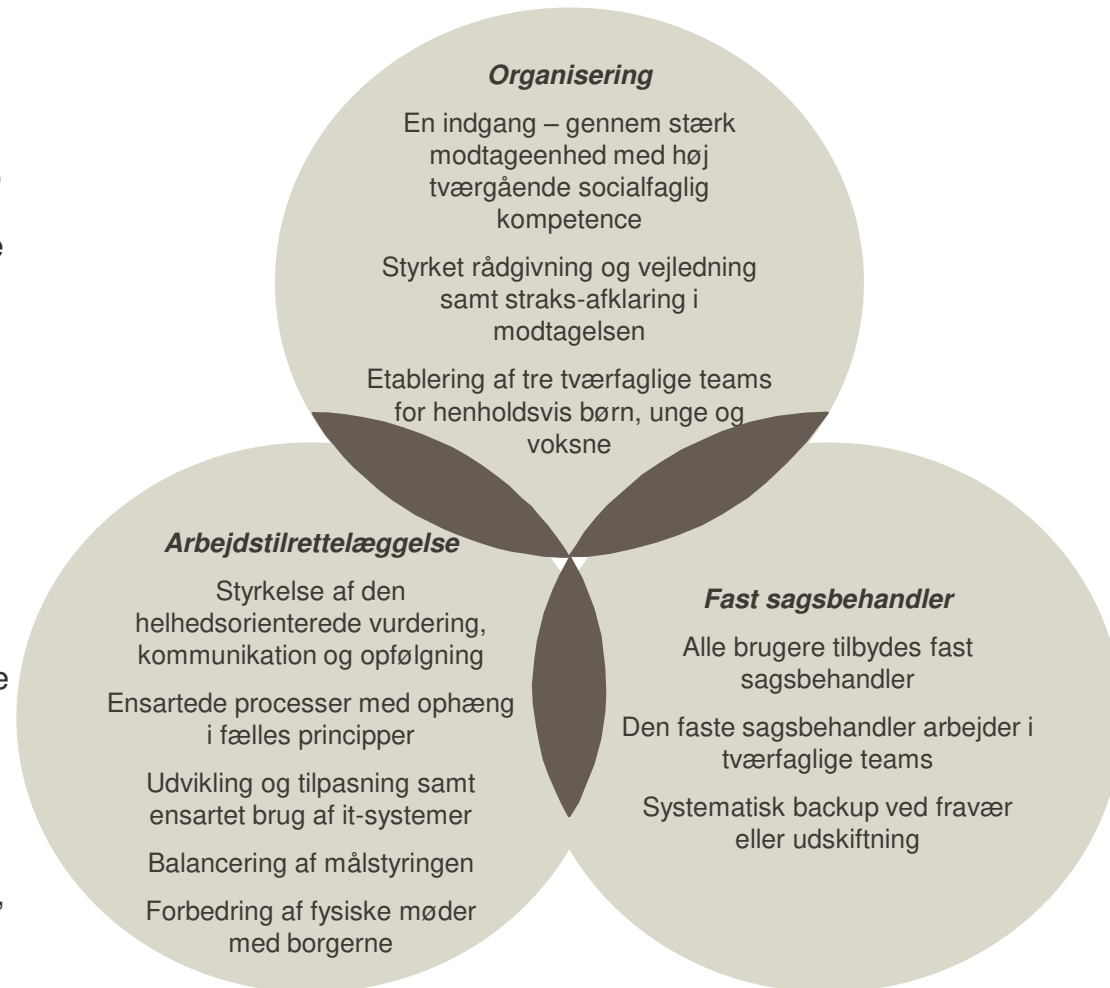 Organisering
En indgang – gennem stærk
modtageenhed med høj
tværgående socialfaglig
kompetence
Styrket rådgivning og vejledning
samt straks-afklaring i
modtagelsen
Etablering af tre tværfaglige teams
for henholdsvis børn, unge og
voksne
Arbejdstilrettelæggelse
Styrkelse af den
helhedsorienterede vurdering,
kommunikation og opfølgning
Ensartede processer med ophæng
i fælles principper
Udvikling og tilpasning samt
ensartet brug af it-systemer
Balancering af målstyringen
Forbedring af fysiske møder
med borgerne
Fast sagsbehandler
Alle brugere tilbydes fast
sagsbehandler
Den faste sagsbehandler arbejder i
tværfaglige teams
Systematisk backup ved fravær
eller udskiftning